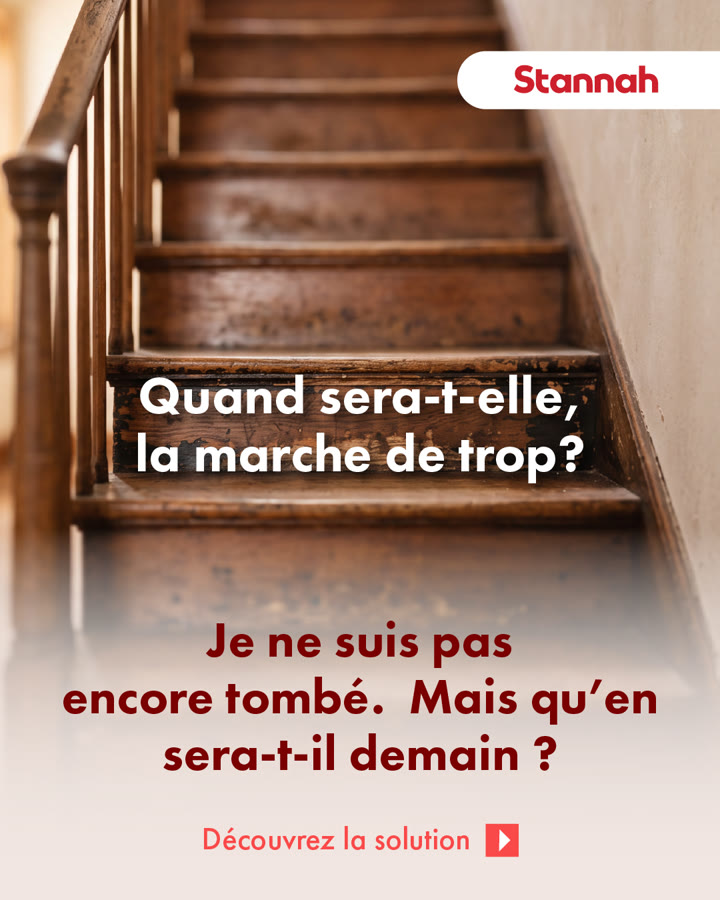 Stannah
Quand sera-t-elle,
la marche de trop?
Je ne suis pas
encore tombé.  Mais qu’en
sera-t-il demain ?
Découvrez la solution